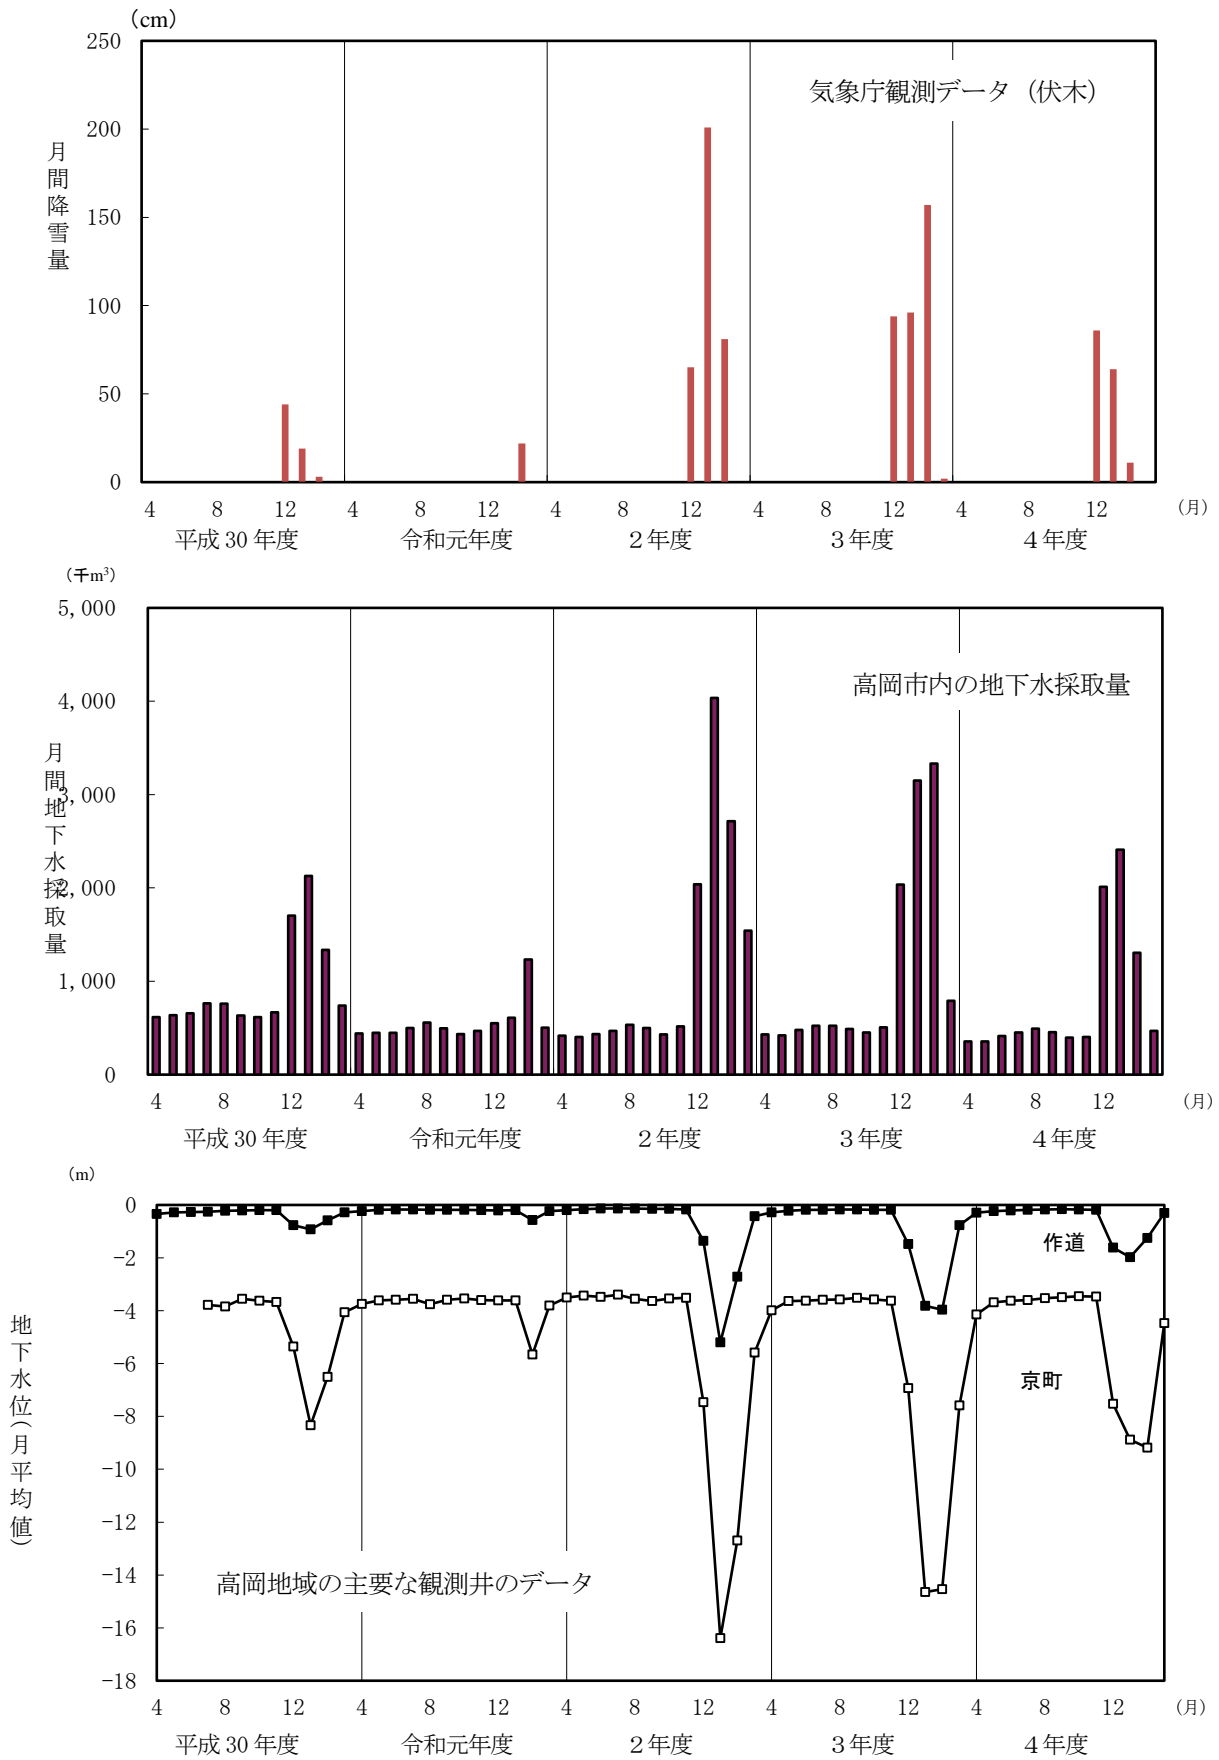 （cm）
250
200
150
100
50
0
月間降雪量
気象庁観測データ（伏木）
4 8 12 4 8 12 4 8 12 4 8 12 4 8 12 （月）
平成 30 年度 令和元年度 ２年度 ３年度 ４年度
（千m³）
5,000
4,000
3,000
2,000
1,000
0
月間地下水採取量
高岡市内の地下水採取量
4 8 12 4 8 12 4 8 12 4 8 12 4 8 12 （月）
平成 30 年度 令和元年度 ２年度 ３年度 ４年度
（m）
0
−2
−4
−6
−8
−10
−12
−14
−16
−18
地下水位（月平均値）
作道
京町
高岡地域の主要な観測井のデータ
4 8 12 4 8 12 4 8 12 4 8 12 4 8 12 （月）
平成 30 年度 令和元年度 ２年度 ３年度 ４年度